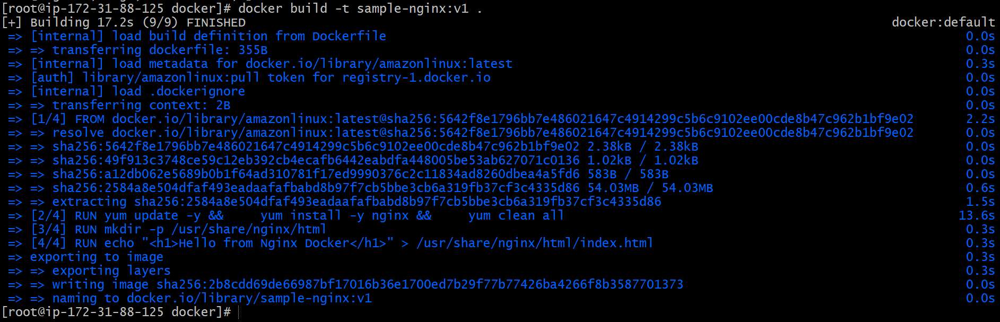 [root@ip-172-31-88-125 docker]# docker build -t sample-nginx:v1 .
[+] Building 17.2s (9/9) FINISHED docker:default
=> [internal] load build definition from Dockerfile 0.0s
=> => transferring dockerfile: 355B 0.0s
=> [internal] load metadata for docker.io/library/amazonlinux:latest 0.3s
=> [auth] library/amazonlinux:pull token for registry-1.docker.io 0.0s
=> [internal] load .dockerignore 0.0s
=> => transferring context: 2B 0.0s
=> [1/4] FROM docker.io/library/amazonlinux:latest@sha256:5642f8e1796bb7e486021647c4914299c5b6c9102ee00cde8b47c962b1bf9e02 2.2s
=> => resolve docker.io/library/amazonlinux:latest@sha256:5642f8e1796bb7e486021647c4914299c5b6c9102ee00cde8b47c962b1bf9e02 0.0s
=> => sha256:5642f8e1796bb7e486021647c4914299c5b6c9102ee00cde8b47c962b1bf9e02 2.38kB / 2.38kB 0.0s
=> => sha256:49f913c3748ce59c12eb392cb4ecafb6442eabdfa448005be53ab627071c0136 1.02kB / 1.02kB 0.0s
=> => sha256:a12db062e5689b0b1f64ad310781f17ed9990376c2c11834ad8260dbea4a5fd6 583B / 583B 0.0s
=> => sha256:2584a8e504dfaf493eadaafafbabd8b97f7cb5bbe3cb6a319fb37cf3c4335d86 54.03MB / 54.03MB 0.6s
=> => extracting sha256:2584a8e504dfaf493eadaafafbabd8b97f7cb5bbe3cb6a319fb37cf3c4335d86 1.5s
=> [2/4] RUN yum update -y &&     yum install -y nginx &&     yum clean all 13.6s
=> [3/4] RUN mkdir -p /usr/share/nginx/html 0.3s
=> [4/4] RUN echo "<h1>Hello from Nginx Docker</h1>" > /usr/share/nginx/html/index.html 0.3s
=> exporting to image 0.3s
=> => exporting layers 0.3s
=> => writing image sha256:2b8cdd69de66987bf17016b36e1700ed7b29f77b77426ba4266f8b3587701373 0.0s
=> => naming to docker.io/library/sample-nginx:v1 0.0s
[root@ip-172-31-88-125 docker]#